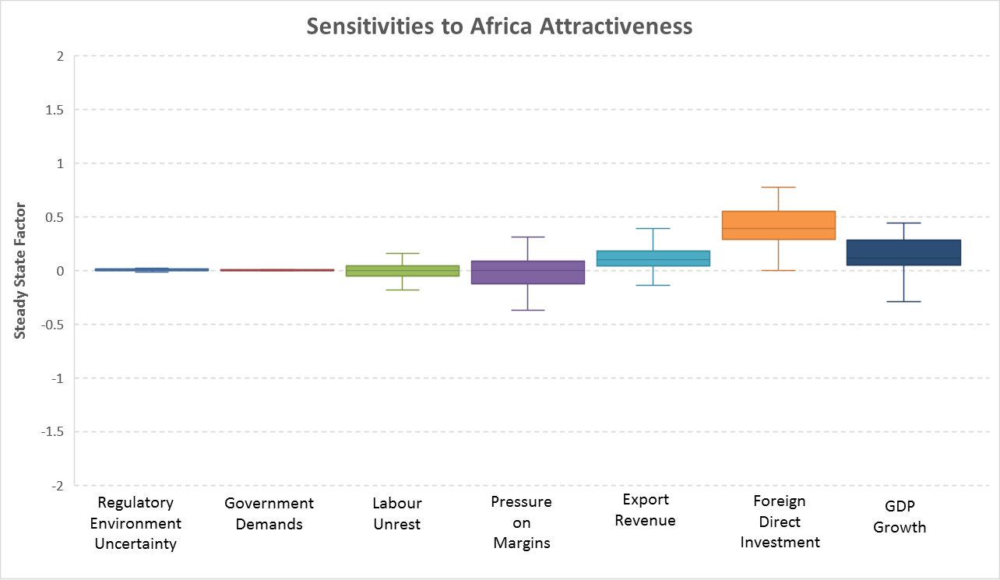 Sensitivities to Africa Attractiveness
Steady State Factor
2
1.5
1
0.5
0
-0.5
-1
-1.5
-2
Regulatory
Environment
Uncertainty
Government
Demands
Labour
Unrest
Pressure
on
Margins
Export
Revenue
Foreign
Direct
Investment
GDP
Growth